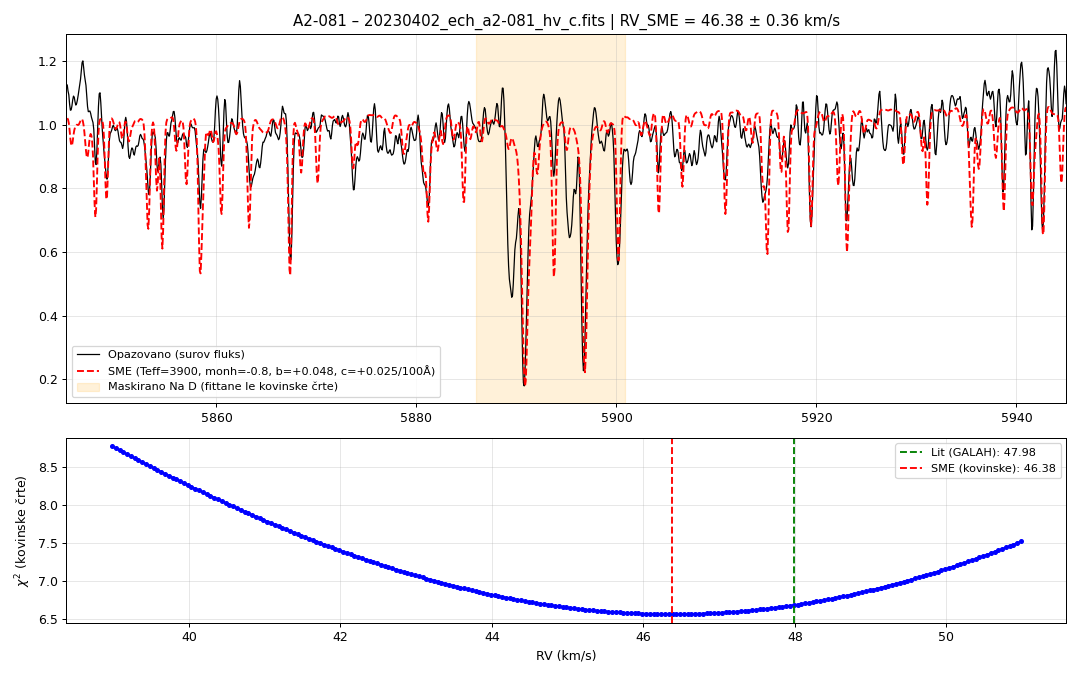 A2-081 – 20230402_ech_a2-081_hv_c.fits | RV_SME = 46.38 ± 0.36 km/s
1.2
1.0
0.8
0.6
0.4
0.2
Opazovano (surov fluks)
SME (Teff=3900, monh=-0.8, b=+0.048, c=+0.025/100Å)
Maskirano Na D (fittane le kovinske črte)
5860 5880 5900 5920 5940
χ² (kovinske črte)
8.5
8.0
7.5
7.0
6.5
Lit (GALAH): 47.98
SME (kovinske): 46.38
40 42 44 46 48 50
RV (km/s)